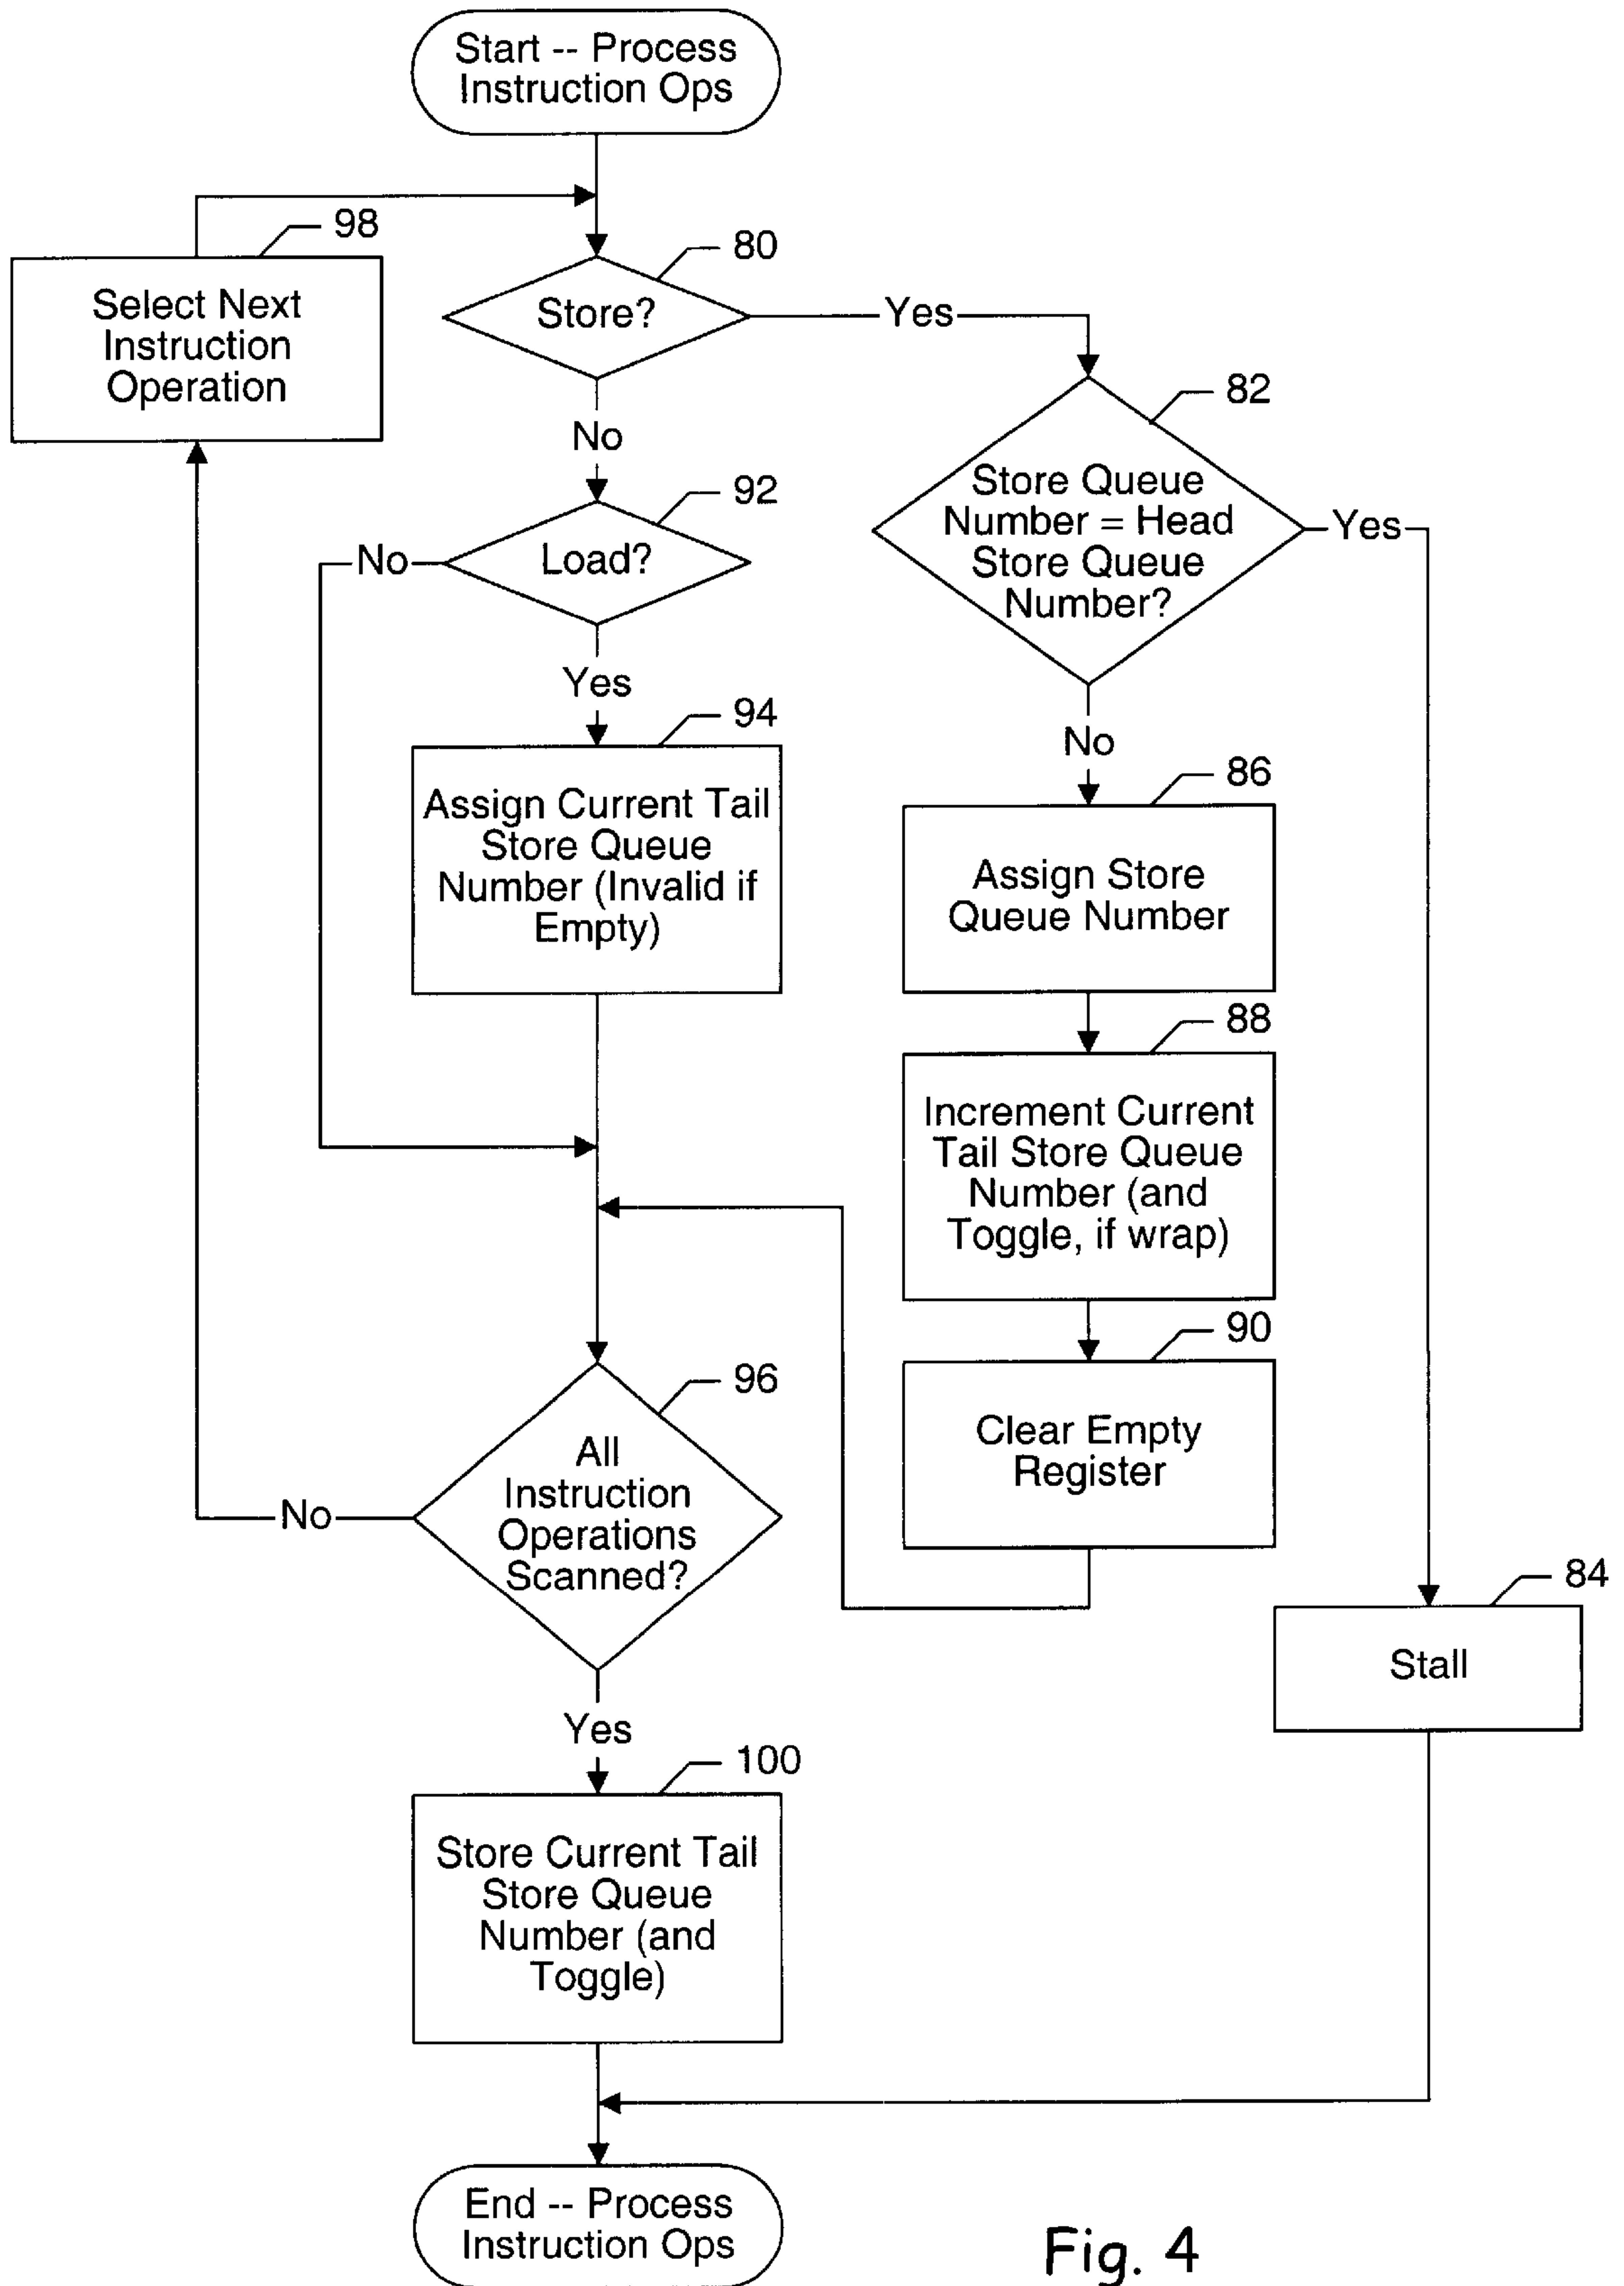 Start -- Process
Instruction Ops
98
Select Next
Instruction
Operation
80
Store?
Yes
No
82
Store Queue
Number = Head
Store Queue
Number?
Yes
No
92
Load?
No
Yes
94
Assign Current Tail
Store Queue
Number (Invalid if
Empty)
86
Assign Store
Queue Number
88
Increment Current
Tail Store Queue
Number (and
Toggle, if wrap)
90
Clear Empty
Register
96
All
Instruction
Operations
Scanned?
No
Yes
84
Stall
100
Store Current Tail
Store Queue
Number (and
Toggle)
End -- Process
Instruction Ops
Fig. 4